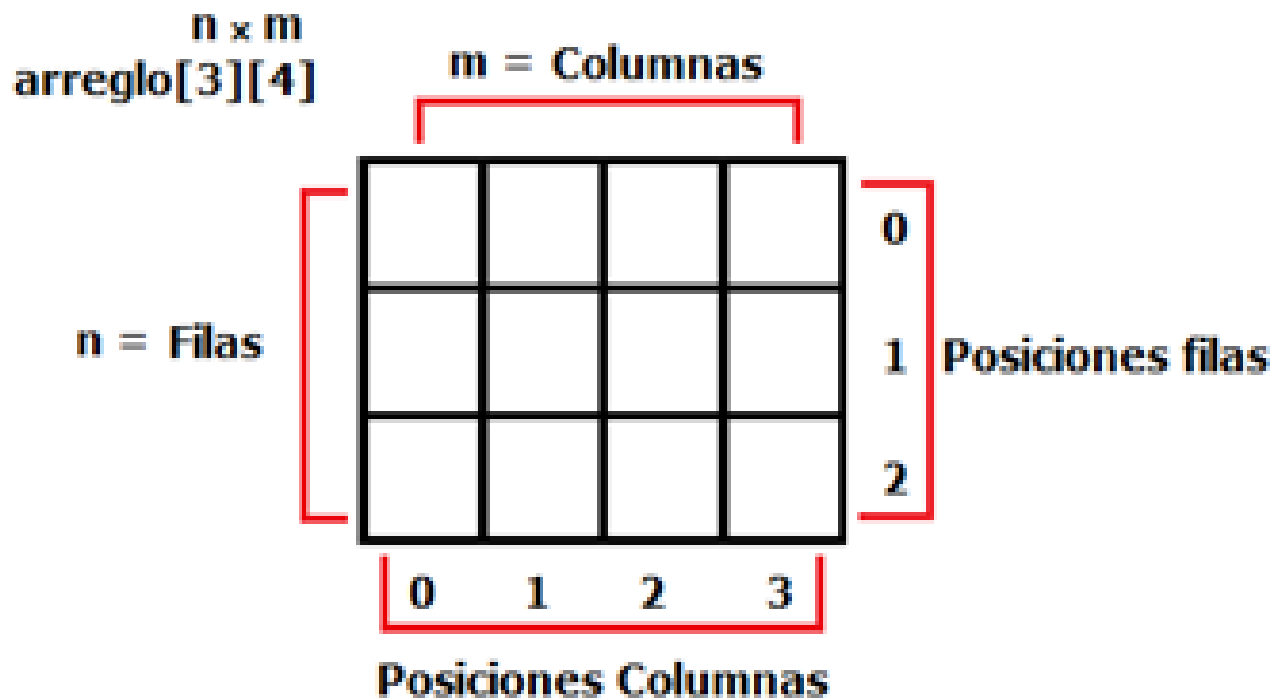 n x m
arreglo[3][4]
m = Columnas
n = Filas
0
1
2
Posiciones filas
0 1 2 3
Posiciones Columnas